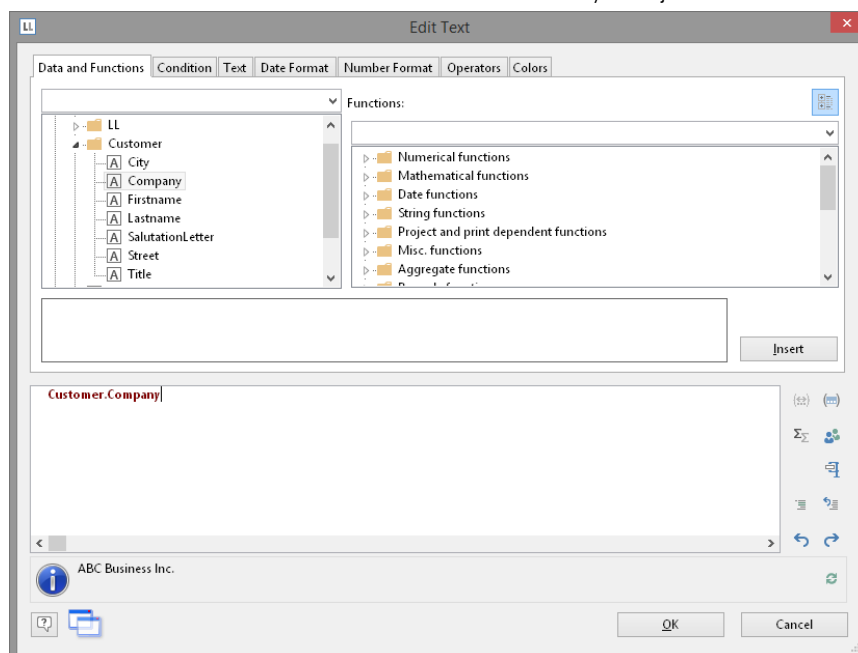 LL Edit Text
Data and Functions Condition Text Date Format Number Format Operators Colors
Functions:
LL
Customer
A City
A Company
A Firstname
A Lastname
A SalutationLetter
A Street
A Title
Numerical functions
Mathematical functions
Date functions
String functions
Project and print dependent functions
Misc. functions
Aggregate functions
Insert
Customer.Company
ABC Business Inc.
OK Cancel